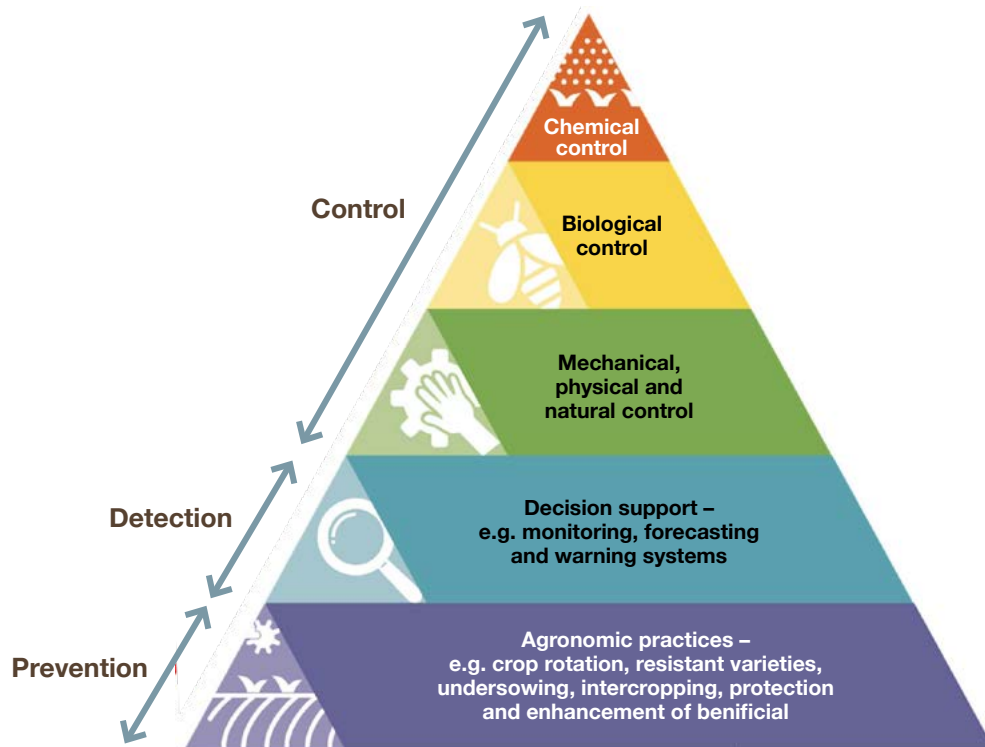 Chemical
control
Control
Biological
control
Mechanical,
physical and
natural control
Detection
Decision support –
e.g. monitoring, forecasting
and warning systems
Prevention
Agronomic practices –
e.g. crop rotation, resistant varieties,
undersowing, intercropping, protection
and enhancement of benificial